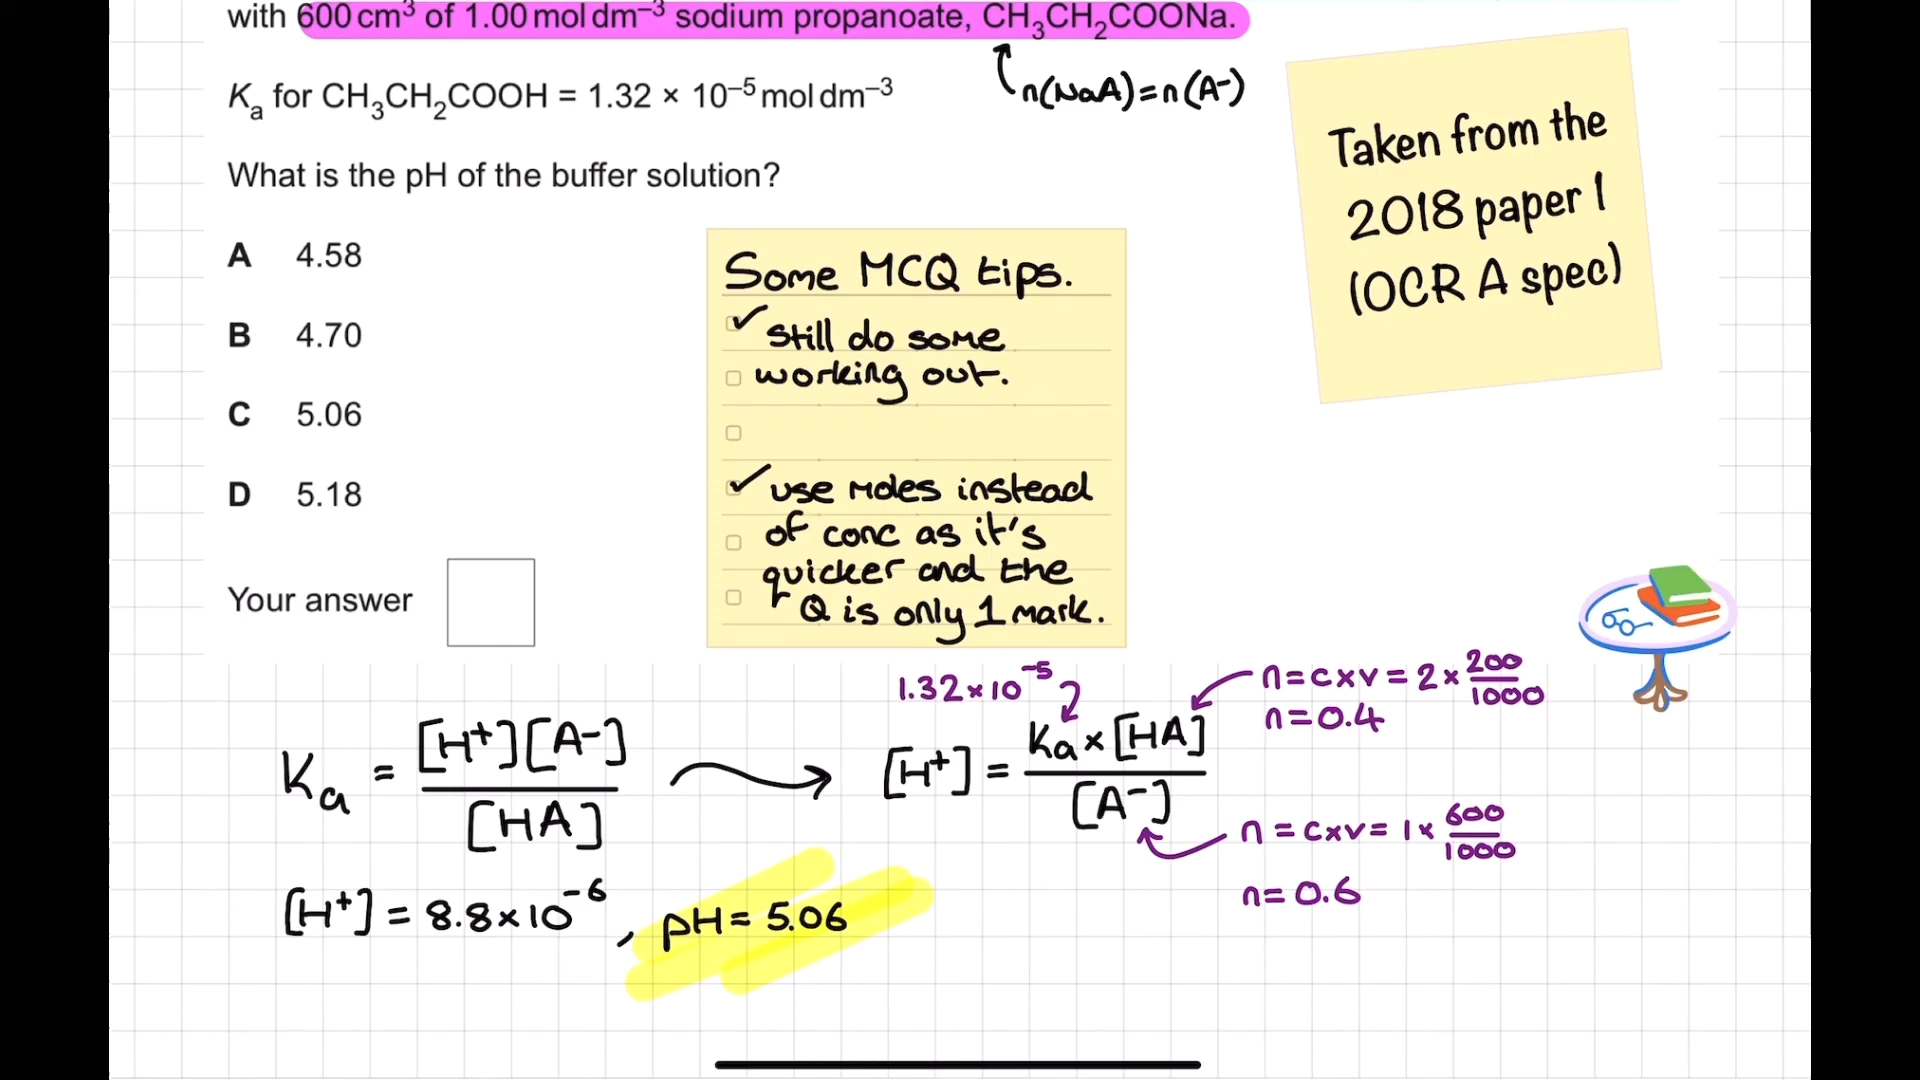 with 600 cm³ of 1.00 mol dm⁻³ sodium propanoate, CH₃CH₂COONa.
n(NaA)=n(A⁻)
Kₐ for CH₃CH₂COOH = 1.32 × 10⁻⁵ mol dm⁻³
What is the pH of the buffer solution?
A 4.58
B 4.70
C 5.06
D 5.18
Your answer
Some MCQ tips.
✓ Still do some
working out.
✓ use moles instead
of conc as it's
quicker and the
Q is only 1 mark.
Taken from the
2018 paper 1
(OCR A spec)
Kₐ = [H⁺][A⁻] / [HA]
1.32×10⁻⁵
[H⁺] = Kₐ × [HA] / [A⁻]
n = c×v = 2 × 200/1000
n = 0.4
n = c×v = 1× 600/1000
n = 0.6
[H⁺] = 8.8×10⁻⁶, pH = 5.06